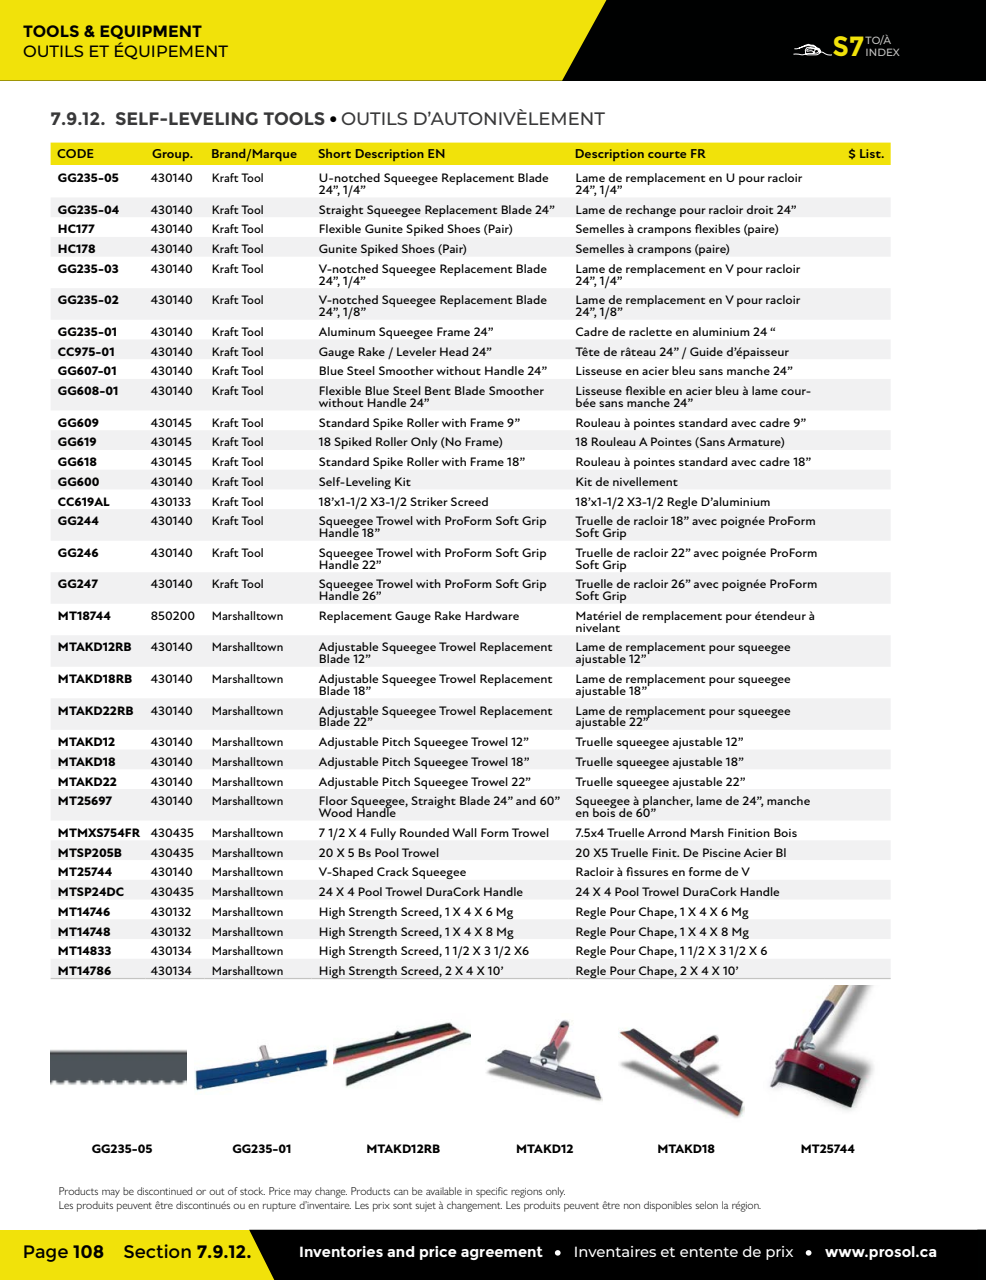 TOOLS & EQUIPMENT
OUTILS ET ÉQUIPEMENT
S7 TO/À INDEX
7.9.12. SELF-LEVELING TOOLS • OUTILS D’AUTONIVÈLEMENT
CODE Group. Brand/Marque Short Description EN Description courte FR $ List.
GG235-05 430140 Kraft Tool U-notched Squeegee Replacement Blade Lame de remplacement en U pour racloir
24”, 1/4” 24”, 1/4”
GG235-04 430140 Kraft Tool Straight Squeegee Replacement Blade 24” Lame de rechange pour racloir droit 24”
HC177 430140 Kraft Tool Flexible Gunite Spiked Shoes (Pair) Semelles à crampons flexibles (paire)
HC178 430140 Kraft Tool Gunite Spiked Shoes (Pair) Semelles à crampons (paire)
GG235-03 430140 Kraft Tool V-notched Squeegee Replacement Blade Lame de remplacement en V pour racloir
24”, 1/4” 24”, 1/4”
GG235-02 430140 Kraft Tool V-notched Squeegee Replacement Blade Lame de remplacement en V pour racloir
24”, 1/8” 24”, 1/8”
GG235-01 430140 Kraft Tool Aluminum Squeegee Frame 24” Cadre de raclette en aluminium 24 “
CC975-01 430140 Kraft Tool Gauge Rake / Leveler Head 24” Tête de râteau 24” / Guide d’épaisseur
GG607-01 430140 Kraft Tool Blue Steel Smoother without Handle 24” Lisseuse en acier bleu sans manche 24”
GG608-01 430140 Kraft Tool Flexible Blue Steel Bent Blade Smoother Lisseuse flexible en acier bleu à lame cour-
without Handle 24” bée sans manche 24”
GG609 430145 Kraft Tool Standard Spike Roller with Frame 9” Rouleau à pointes standard avec cadre 9”
GG619 430145 Kraft Tool 18 Spiked Roller Only (No Frame) 18 Rouleau A Pointes (Sans Armature)
GG618 430145 Kraft Tool Standard Spike Roller with Frame 18” Rouleau à pointes standard avec cadre 18”
GG600 430140 Kraft Tool Self-Leveling Kit Kit de nivellement
CC619AL 430133 Kraft Tool 18’x1-1/2 X3-1/2 Striker Screed 18’x1-1/2 X3-1/2 Regle D’aluminium
GG244 430140 Kraft Tool Squeegee Trowel with ProForm Soft Grip Truelle de racloir 18” avec poignée ProForm
Handle 18” Soft Grip
GG246 430140 Kraft Tool Squeegee Trowel with ProForm Soft Grip Truelle de racloir 22” avec poignée ProForm
Handle 22” Soft Grip
GG247 430140 Kraft Tool Squeegee Trowel with ProForm Soft Grip Truelle de racloir 26” avec poignée ProForm
Handle 26” Soft Grip
MT18744 850200 Marshalltown Replacement Gauge Rake Hardware Matériel de remplacement pour étendeur à
nivelant
MTAKD12RB 430140 Marshalltown Adjustable Squeegee Trowel Replacement Lame de remplacement pour squeegee
Blade 12” ajustable 12”
MTAKD18RB 430140 Marshalltown Adjustable Squeegee Trowel Replacement Lame de remplacement pour squeegee
Blade 18” ajustable 18”
MTAKD22RB 430140 Marshalltown Adjustable Squeegee Trowel Replacement Lame de remplacement pour squeegee
Blade 22” ajustable 22”
MTAKD12 430140 Marshalltown Adjustable Pitch Squeegee Trowel 12” Truelle squeegee ajustable 12”
MTAKD18 430140 Marshalltown Adjustable Pitch Squeegee Trowel 18” Truelle squeegee ajustable 18”
MTAKD22 430140 Marshalltown Adjustable Pitch Squeegee Trowel 22” Truelle squeegee ajustable 22”
MT25697 430140 Marshalltown Floor Squeegee, Straight Blade 24” and 60” Squeegee à plancher, lame de 24”, manche
Wood Handle en bois de 60”
MTMXS754FR 430435 Marshalltown 7 1/2 X 4 Fully Rounded Wall Form Trowel 7.5x4 Truelle Arrond Marsh Finition Bois
MTSP205B 430435 Marshalltown 20 X 5 Bs Pool Trowel 20 X5 Truelle Finit. De Piscine Acier Bl
MT25744 430140 Marshalltown V-Shaped Crack Squeegee Racloir à fissures en forme de V
MTSP24DC 430435 Marshalltown 24 X 4 Pool Trowel DuraCork Handle 24 X 4 Pool Trowel DuraCork Handle
MT14746 430132 Marshalltown High Strength Screed, 1 X 4 X 6 Mg Regle Pour Chape, 1 X 4 X 6 Mg
MT14748 430132 Marshalltown High Strength Screed, 1 X 4 X 8 Mg Regle Pour Chape, 1 X 4 X 8 Mg
MT14833 430134 Marshalltown High Strength Screed, 1 1/2 X 3 1/2 X6 Regle Pour Chape, 1 1/2 X 3 1/2 X 6
MT14786 430134 Marshalltown High Strength Screed, 2 X 4 X 10’ Regle Pour Chape, 2 X 4 X 10’
GG235-05 GG235-01 MTAKD12RB MTAKD12 MTAKD18 MT25744
Products may be discontinued or out of stock. Price may change. Products can be available in specific regions only.
Les produits peuvent être discontinués ou en rupture d’inventaire. Les prix sont sujet à changement. Les produits peuvent être non disponibles selon la région.
Page 108 Section 7.9.12. Inventories and price agreement • Inventaires et entente de prix • www.prosol.ca